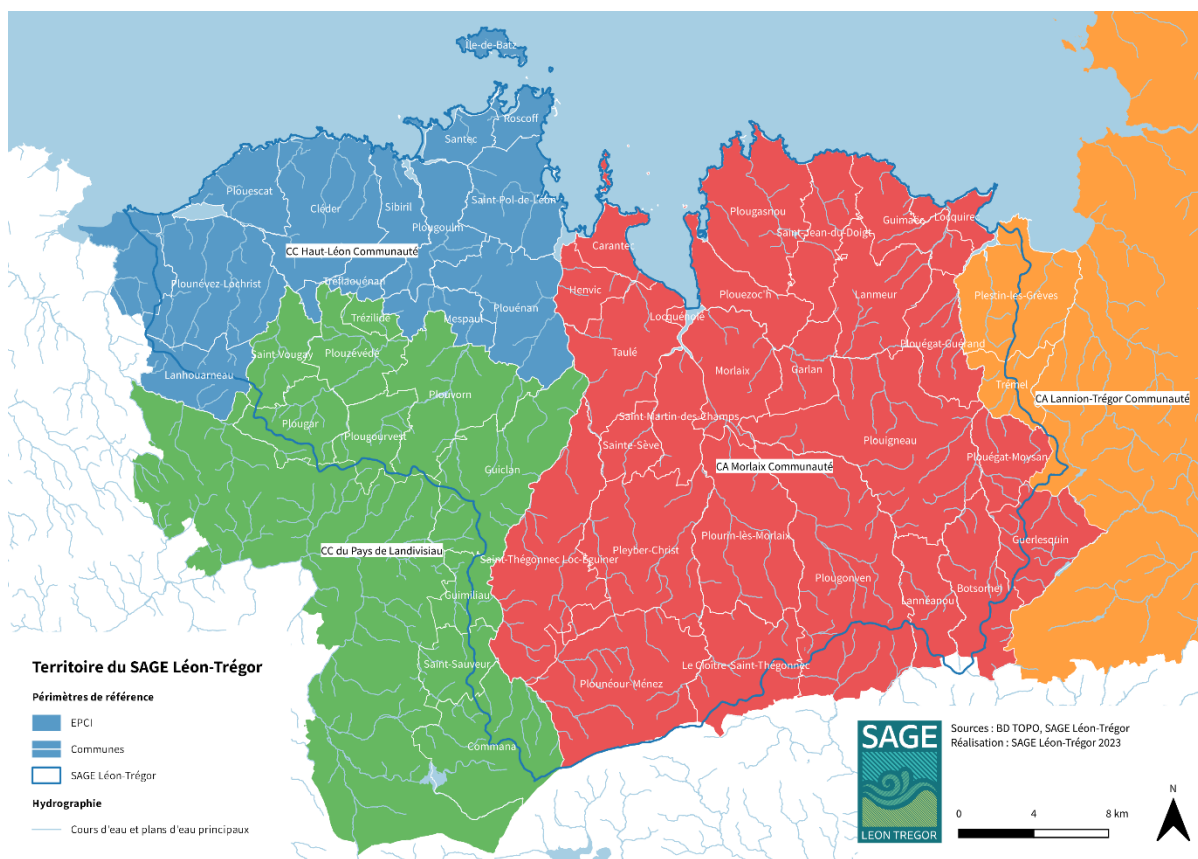 Île-de-Batz
Roscoff
Santec
Plouescat
Cléder
Sibiril
Saint-Pol-de-Léon
Plougoulm
CC Haut-Léon Communauté
Plounévez-Lochrist
Tréflaouénan
Plouénan
Mespaul
Lanhouarneau
Carantec
Henvic
Locquénolé
Taulé
Plougasnou
Saint-Jean-du-Doigt
Guimaëc
Locquirec
Plouezoc'h
Lanmeur
Plouégat-Guérand
Morlaix
Garlan
Plestin-les-Grèves
Trémel
CA Lannion-Trégor Communauté
Trézilidé
Saint-Vougay
Plouzévédé
Plouvorn
Plougar
Plougourvest
Guiclan
CC du Pays de Landivisiau
Guimiliau
Saint-Sauveur
Commana
Saint-Martin-des-Champs
Sainte-Sève
CA Morlaix Communauté
Plouigneau
Plouégat-Moysan
Guerlesquin
Saint-Thégonnec Loc-Eguiner
Pleyber-Christ
Plourin-lès-Morlaix
Plougonven
Lannéanou
Botsorhel
Plounéour-Ménez
Le Cloître-Saint-Thégonnec
Territoire du SAGE Léon-Trégor
Périmètres de référence
EPCI
Communes
SAGE Léon-Trégor
Hydrographie
Cours d'eau et plans d'eau principaux
SAGE
LEON TREGOR
Sources : BD TOPO, SAGE Léon-Trégor
Réalisation : SAGE Léon-Trégor 2023
0 4 8 km
N